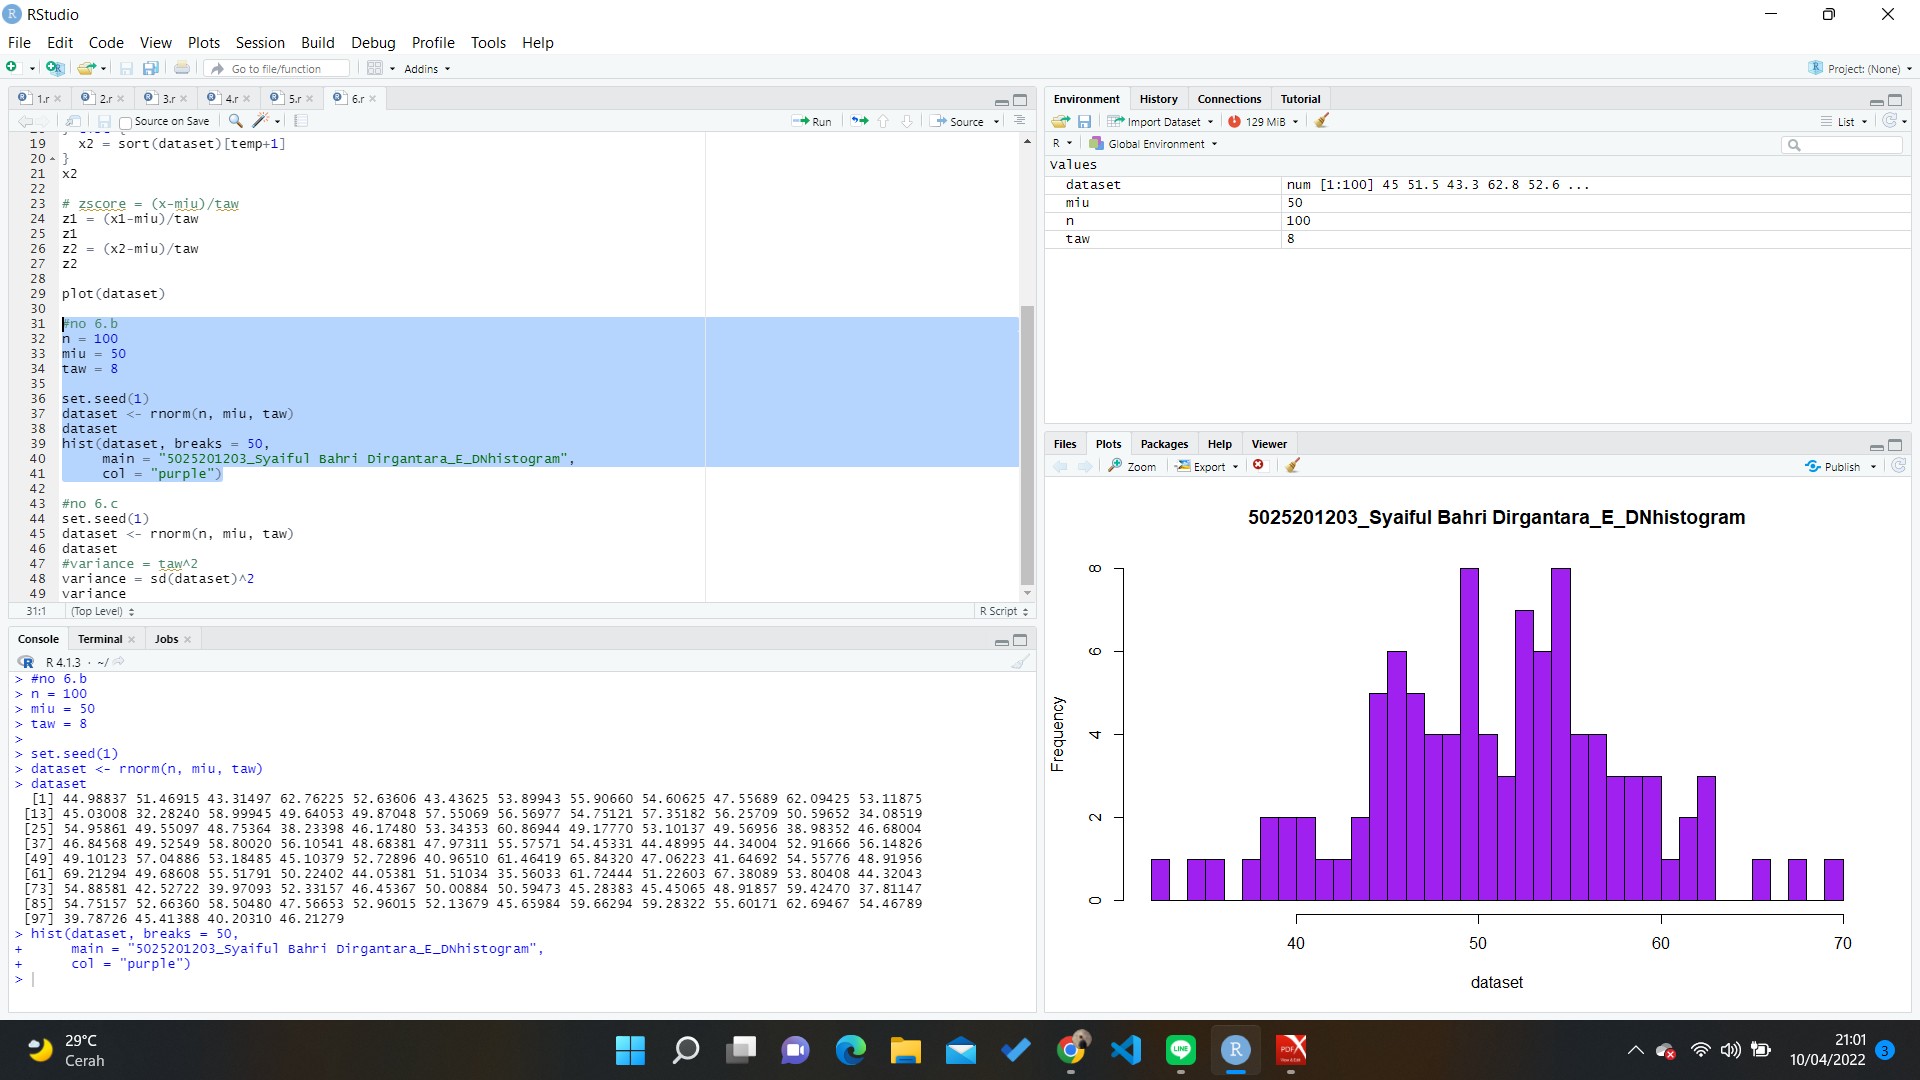 RStudio
File Edit Code View Plots Session Build Debug Profile Tools Help
Go to file/function Addins Project: (None)
1.r 2.r 3.r 4.r 5.r 6.r
Source on Save Run Source
19 x2 = sort(dataset)[temp+1]
20 }
21 x2
22
23 # zscore = (x-miu)/taw
24 z1 = (x1-miu)/taw
25 z1
26 z2 = (x2-miu)/taw
27 z2
28
29 plot(dataset)
30
31 #no 6.b
32 n = 100
33 miu = 50
34 taw = 8
35
36 set.seed(1)
37 dataset <- rnorm(n, miu, taw)
38 dataset
39 hist(dataset, breaks = 50,
40 main = "5025201203_Syaiful Bahri Dirgantara_E_DNhistogram",
41 col = "purple")
42
43 #no 6.c
44 set.seed(1)
45 dataset <- rnorm(n, miu, taw)
46 dataset
47 #variance = taw^2
48 variance = sd(dataset)^2
49 variance
31:1 (Top Level) R Script
Console Terminal Jobs
R 4.1.3 · ~/
> #no 6.b
> n = 100
> miu = 50
> taw = 8
>
> set.seed(1)
> dataset <- rnorm(n, miu, taw)
> dataset
[1] 44.98837 51.46915 43.31497 62.76225 52.63606 43.43625 53.89943 55.90660 54.60625 47.55689 62.09425 53.11875
[13] 45.03008 32.28240 58.99945 49.64053 49.87048 57.55069 56.56977 54.75121 57.35182 56.25709 50.59652 34.08519
[25] 54.95861 49.55097 48.75364 38.23398 46.17480 53.34353 60.86944 49.17770 53.10137 49.56956 38.98352 46.68004
[37] 46.84568 49.52549 58.80020 56.10541 48.68381 47.97311 55.57571 54.45331 44.48995 44.34004 52.91666 56.14826
[49] 49.10123 57.04886 53.18485 45.10379 52.72896 40.96510 61.46419 65.84320 47.06223 41.64692 54.55776 48.91956
[61] 69.21294 49.68608 55.51791 50.22402 44.05381 51.51034 35.56033 61.72444 51.22603 67.38089 53.80408 44.32043
[73] 54.88581 42.52722 39.97093 52.33157 46.45367 50.00884 50.59473 45.28383 45.45065 48.91857 59.42470 37.81147
[85] 54.75157 52.66360 58.50480 47.56653 52.96015 52.13679 45.65984 59.66294 59.28322 55.60171 62.69467 54.46789
[97] 39.78726 45.41388 40.20310 46.21279
> hist(dataset, breaks = 50,
+ main = "5025201203_Syaiful Bahri Dirgantara_E_DNhistogram",
+ col = "purple")
>
Environment History Connections Tutorial
Import Dataset 129 MiB List
R Global Environment
Values
dataset num [1:100] 45 51.5 43.3 62.8 52.6 ...
miu 50
n 100
taw 8
Files Plots Packages Help Viewer
Zoom Export Publish
5025201203_Syaiful Bahri Dirgantara_E_DNhistogram
Frequency
8
6
4
2
0
40 50 60 70
dataset
29°C
Cerah
21:01
10/04/2022
3